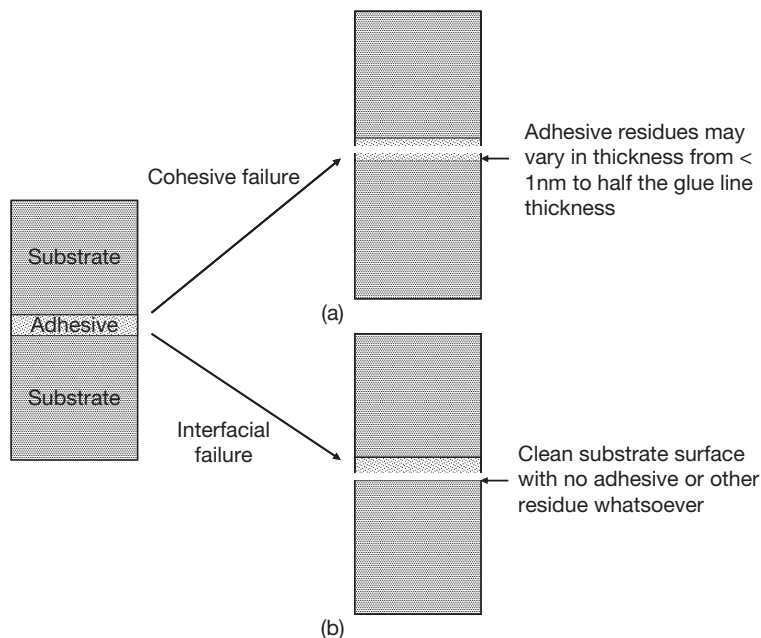 Cohesive failure
Adhesive residues may
vary in thickness from <
1nm to half the glue line
thickness
Substrate
Adhesive
Substrate
(a)
Interfacial
failure
Clean substrate surface
with no adhesive or other
residue whatsoever
(b)